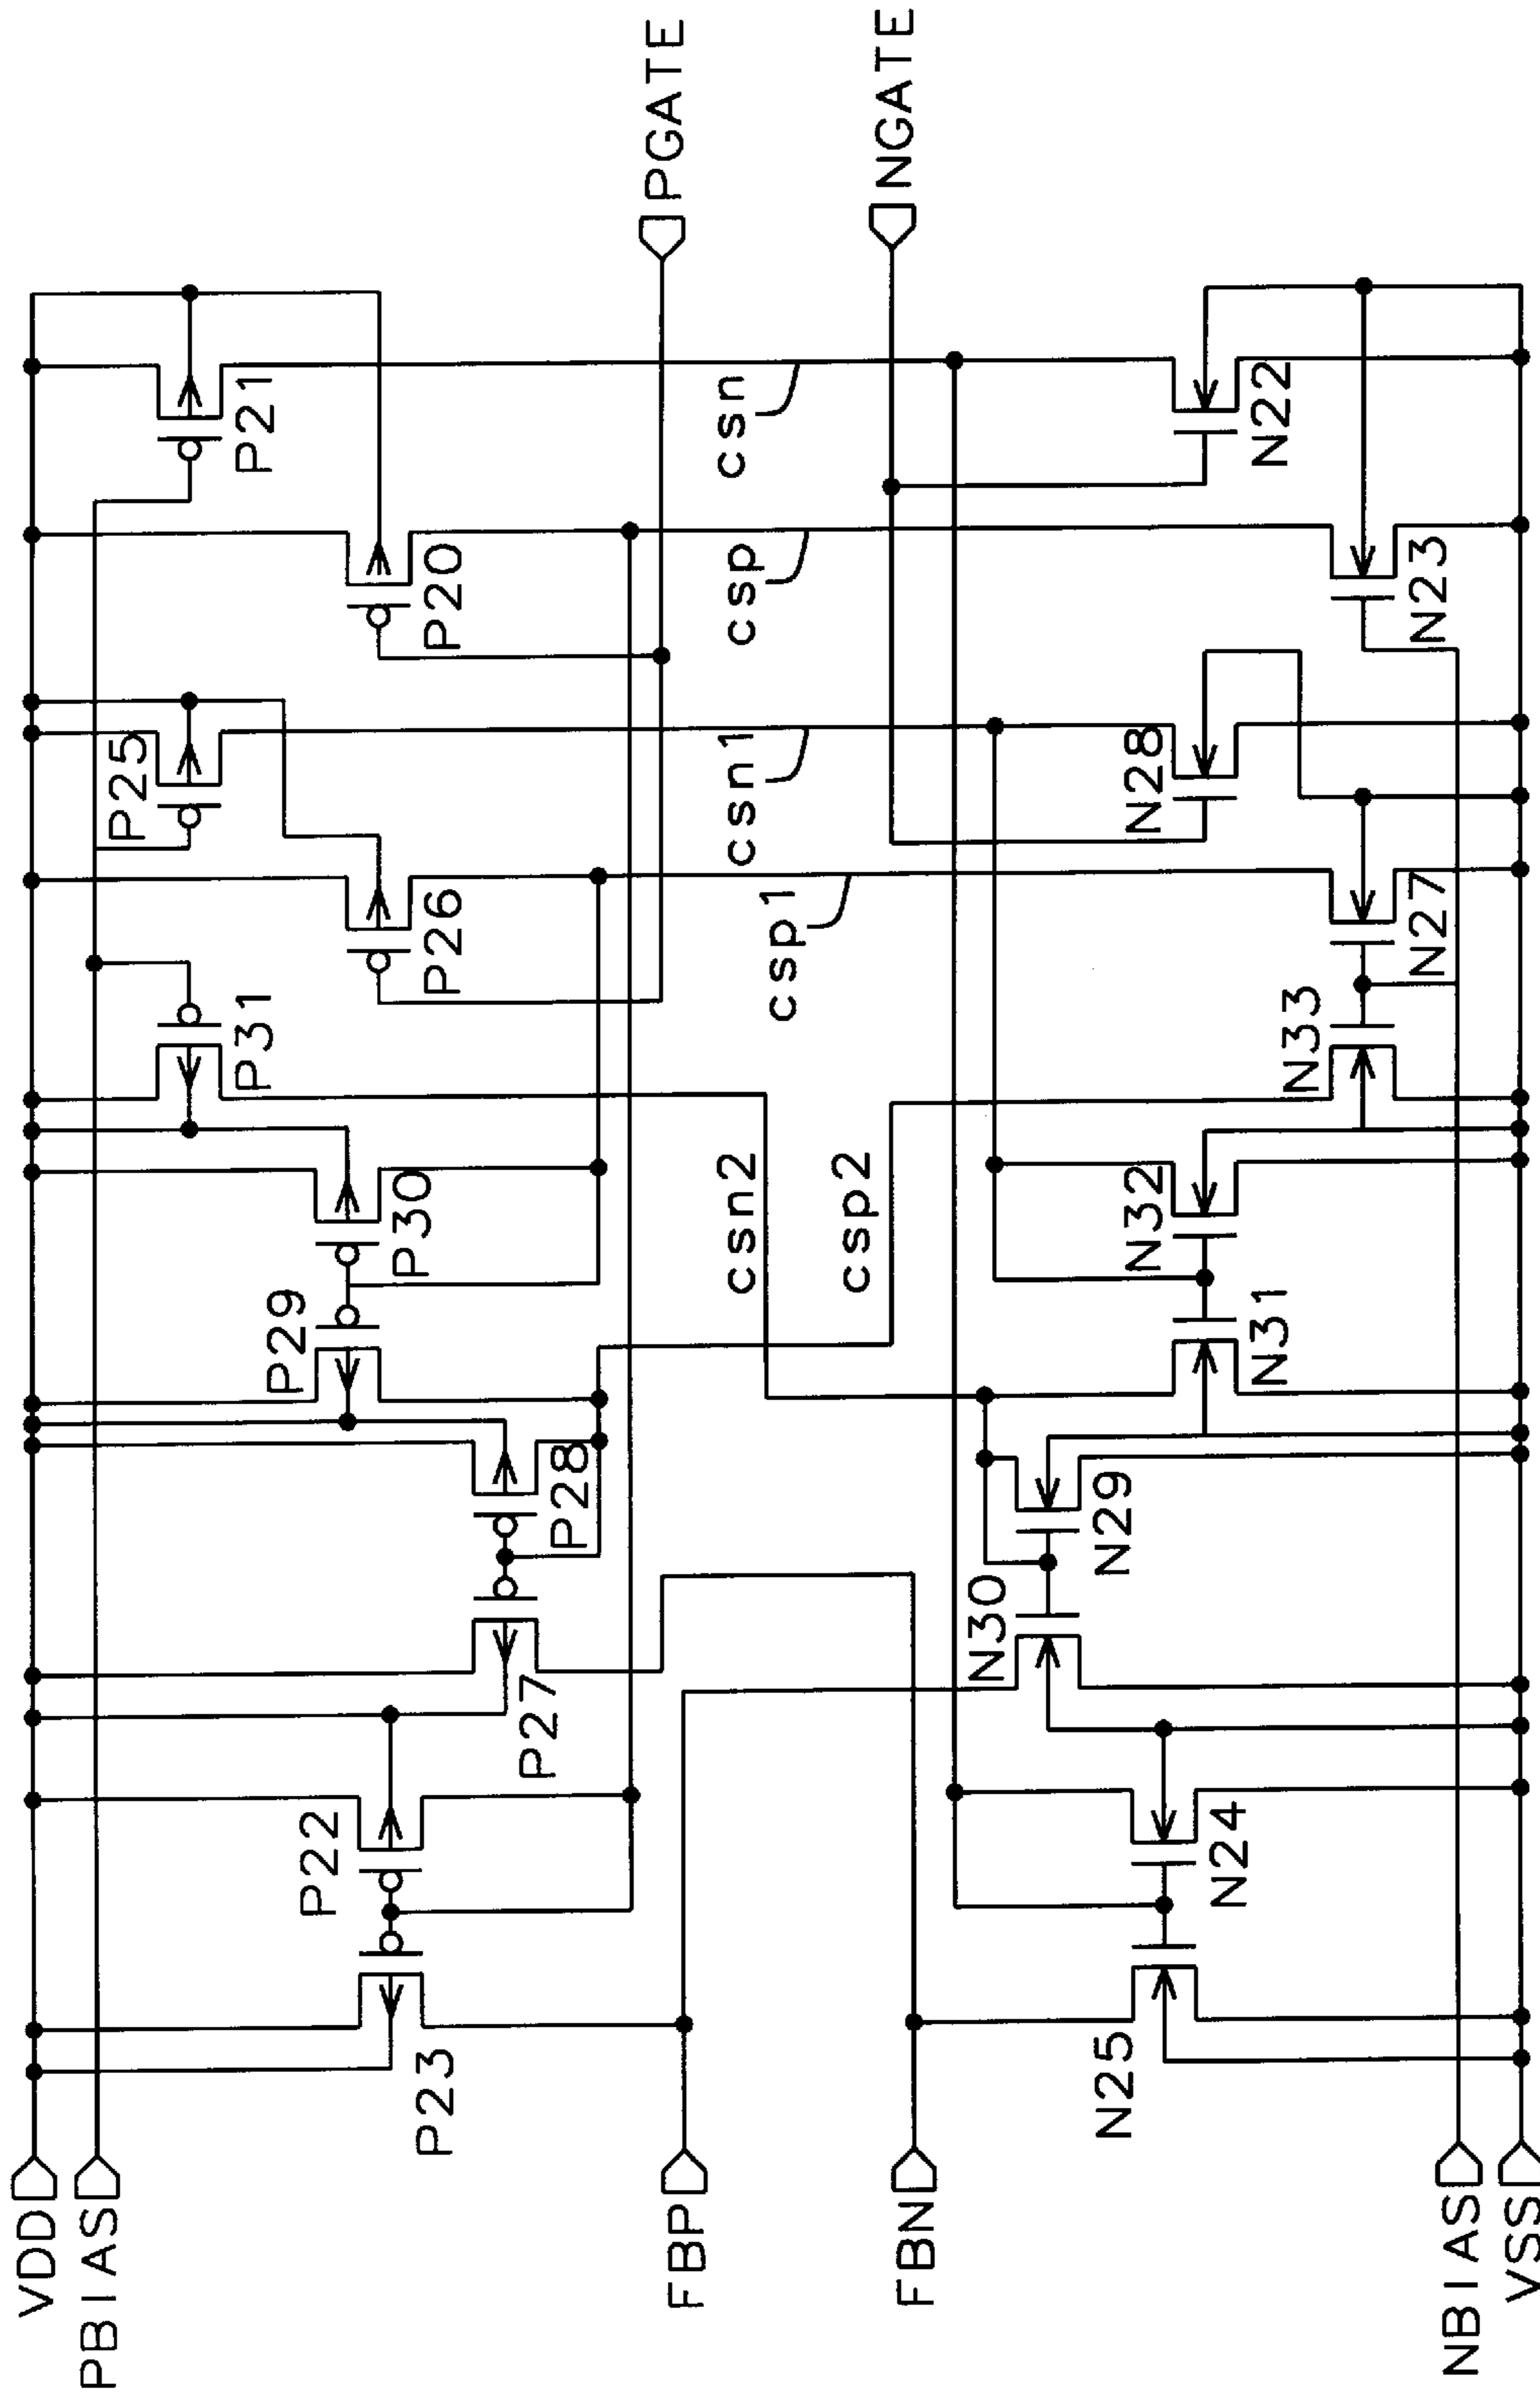 VDD
PBIAS
FBP
FBN
NBIAS
VSS
PGATE
NGATE
P23
P22
P27
P28
P29
P30
P31
P26
P25
P20
P21
csn2
csp2
csp1
csn1
csp
csn
N25
N24
N30
N29
N31
N32
N33
N27
N28
N23
N22